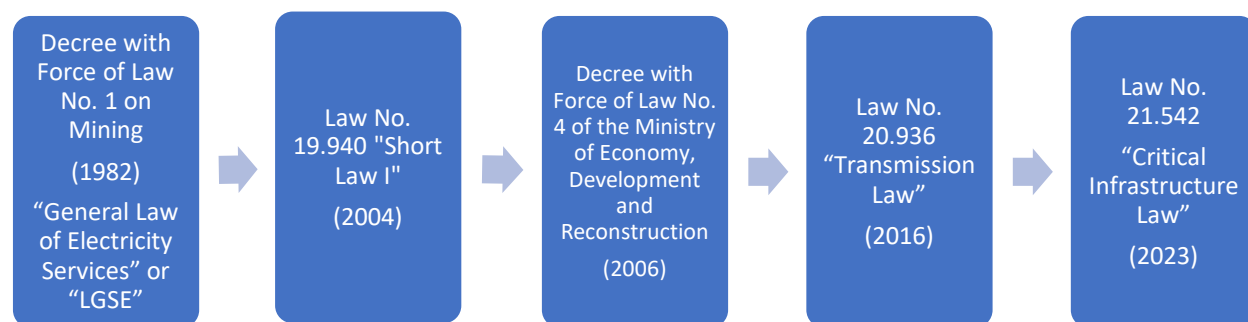 Decree with
Force of Law
No. 1 on
Mining
(1982)
“General Law
of Electricity
Services” or
“LGSE”
Law No.
19.940 "Short
Law I"
(2004)
Decree with
Force of Law No.
4 of the Ministry
of Economy,
Development
and
Reconstruction
(2006)
Law No.
20.936
“Transmission
Law”
(2016)
Law No.
21.542
“Critical
Infrastructure
Law”
(2023)